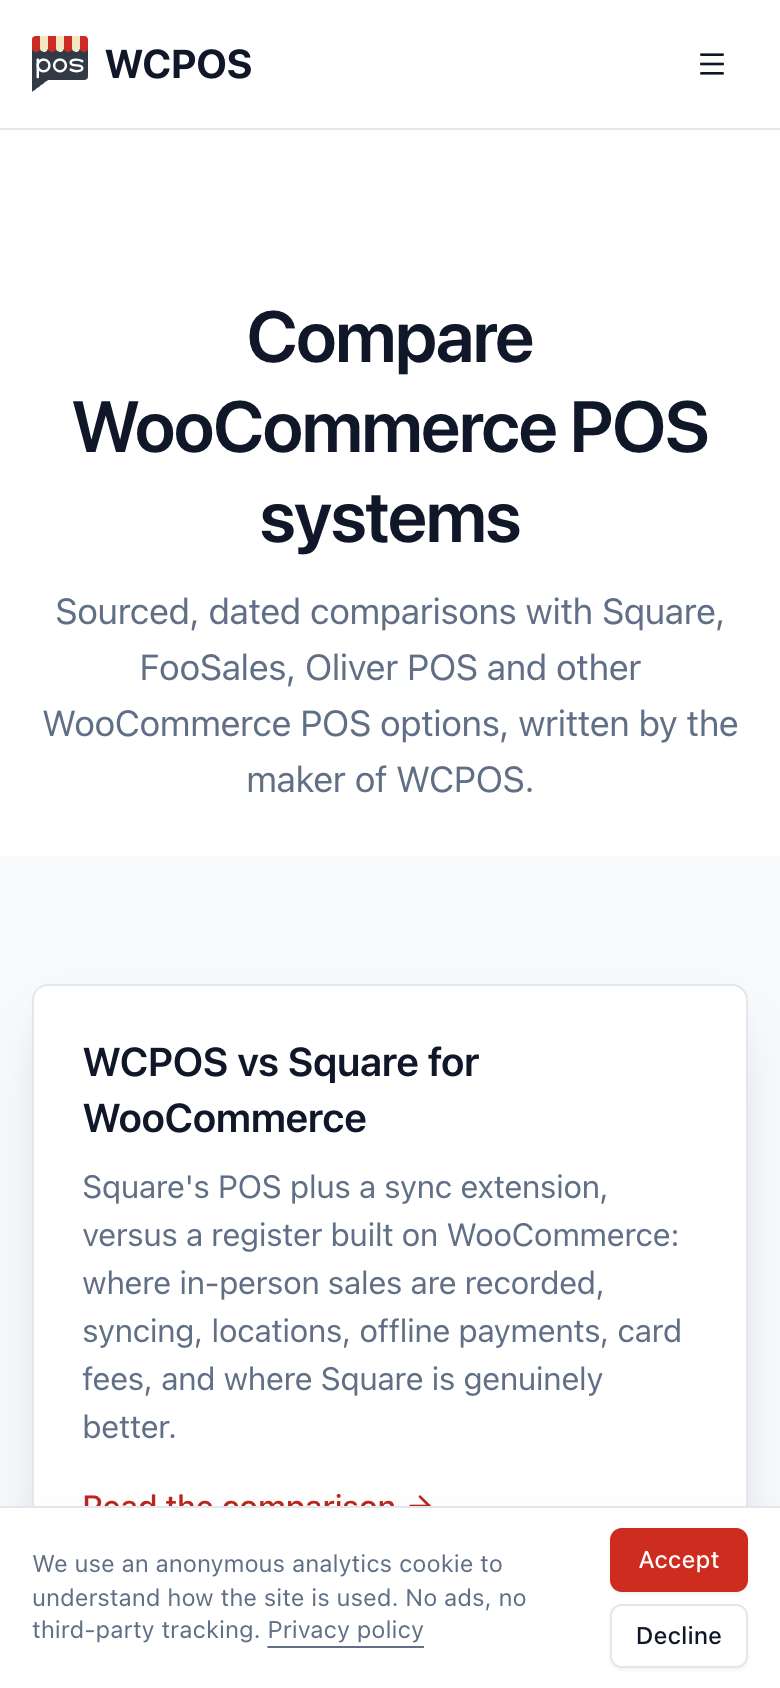 pos WCPOS
Compare
WooCommerce POS
systems
Sourced, dated comparisons with Square,
FooSales, Oliver POS and other
WooCommerce POS options, written by the
maker of WCPOS.
WCPOS vs Square for
WooCommerce
Square's POS plus a sync extension,
versus a register built on WooCommerce:
where in-person sales are recorded,
syncing, locations, offline payments, card
fees, and where Square is genuinely
better.
Read the comparison →
We use an anonymous analytics cookie to
understand how the site is used. No ads, no
third-party tracking. Privacy policy
Accept
Decline